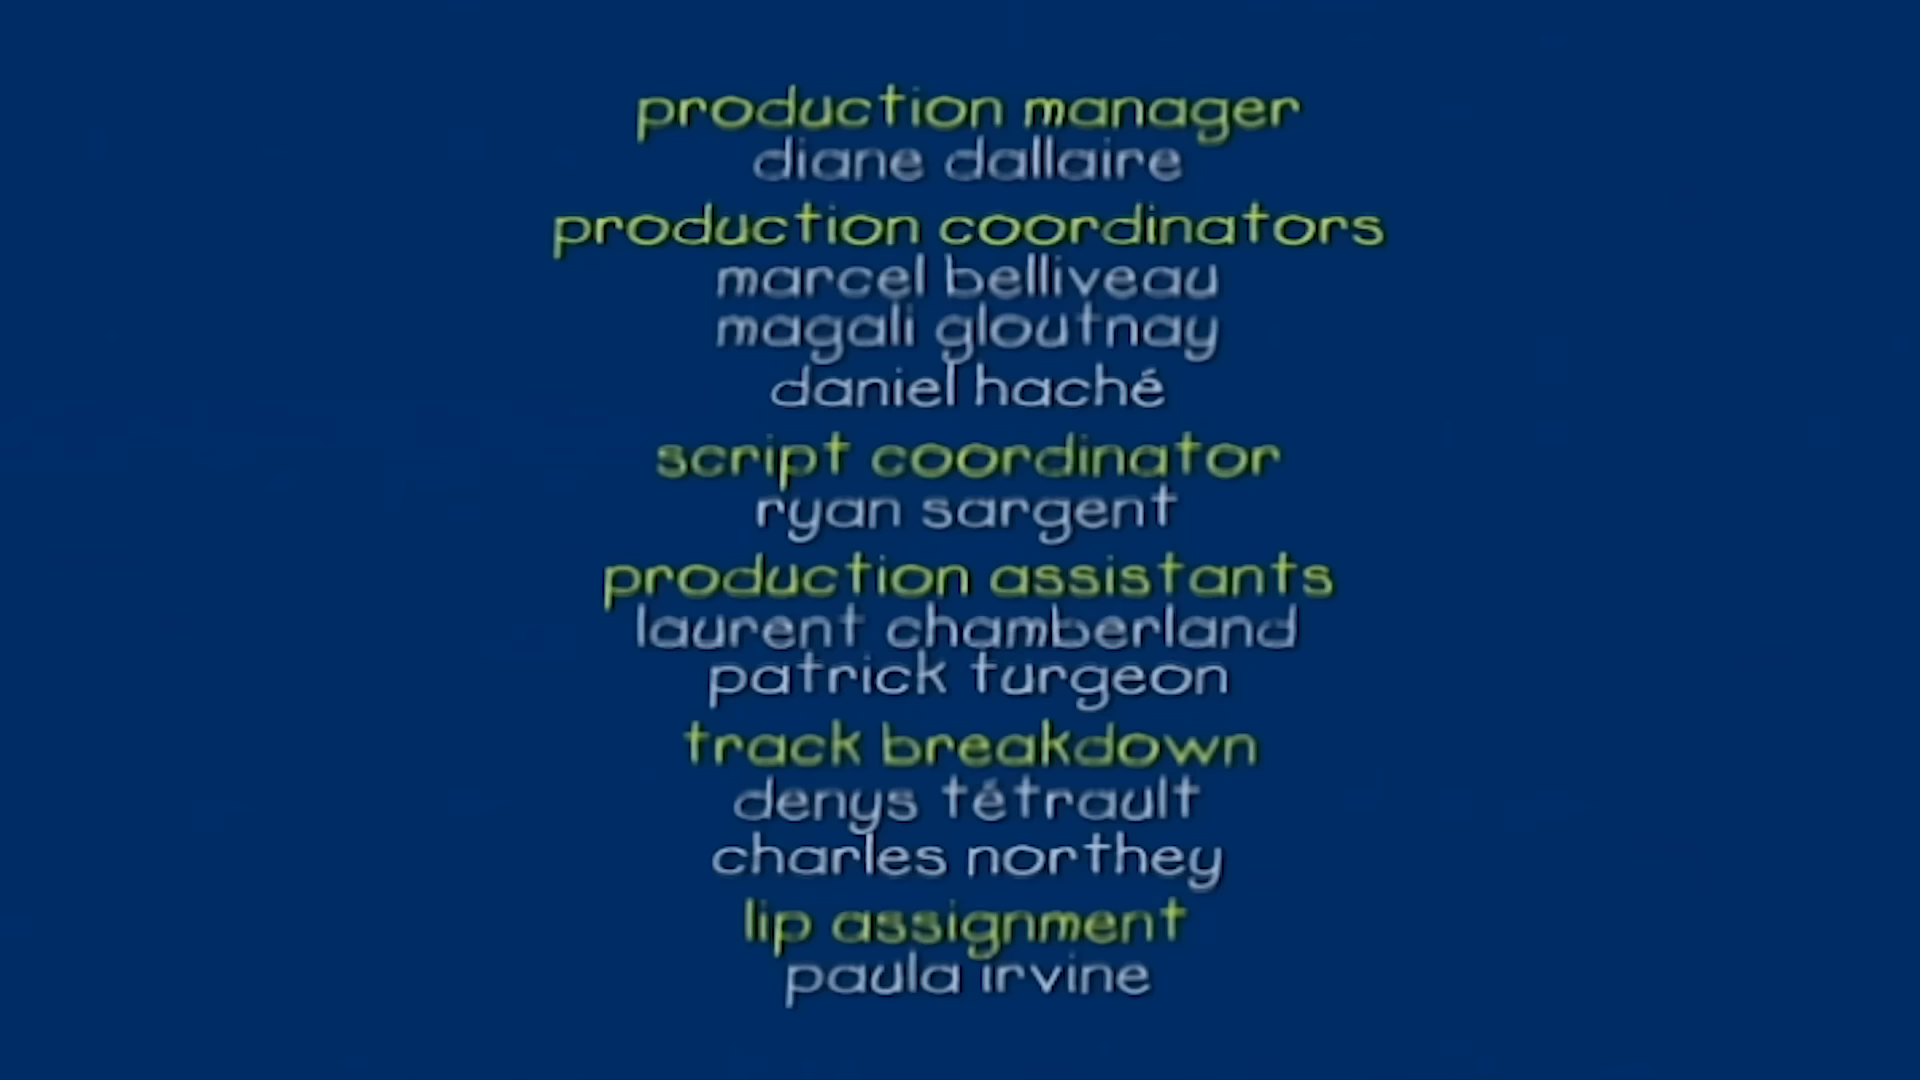 production manager
diane dallaire
production coordinators
marcel belliveau
magali gloutnay
daniel haché
script coordinator
ryan sargent
production assistants
laurent chamberland
patrick turgeon
track breakdown
denys tétrault
charles northey
lip assignment
paula irvine